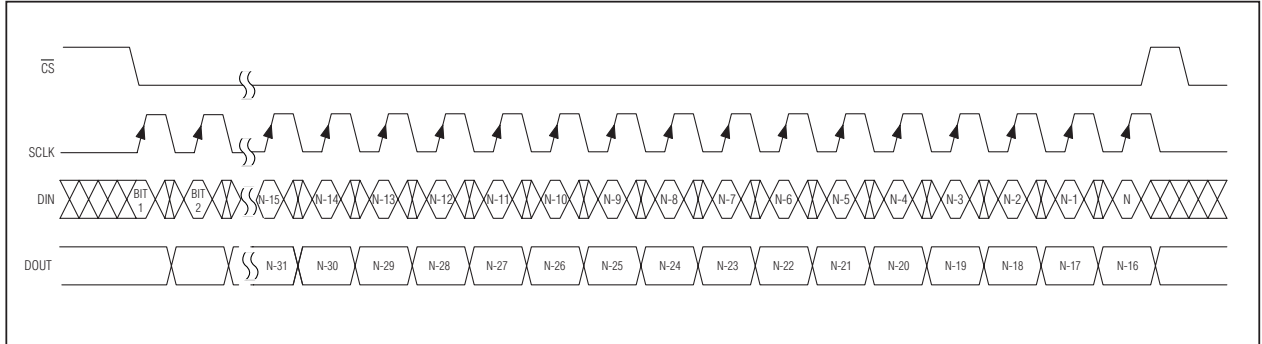 C̅S̅
SCLK
DIN BIT 1 BIT 2 N-15 N-14 N-13 N-12 N-11 N-10 N-9 N-8 N-7 N-6 N-5 N-4 N-3 N-2 N-1 N
DOUT N-31 N-30 N-29 N-28 N-27 N-26 N-25 N-24 N-23 N-22 N-21 N-20 N-19 N-18 N-17 N-16